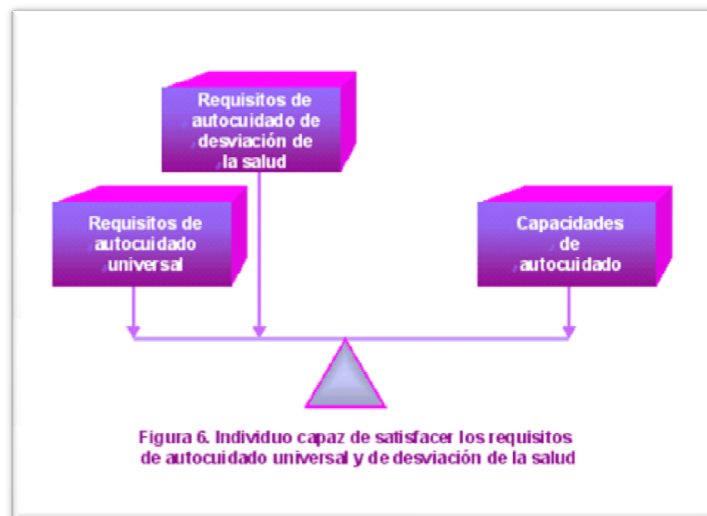 Requisitos de
autocuidado de
desviación de
la salud
Requisitos de
autocuidado
universal
Capacidades
de
autocuidado
Figura 6. Individuo capaz de satisfacer los requisitos
de autocuidado universal y de desviación de la salud